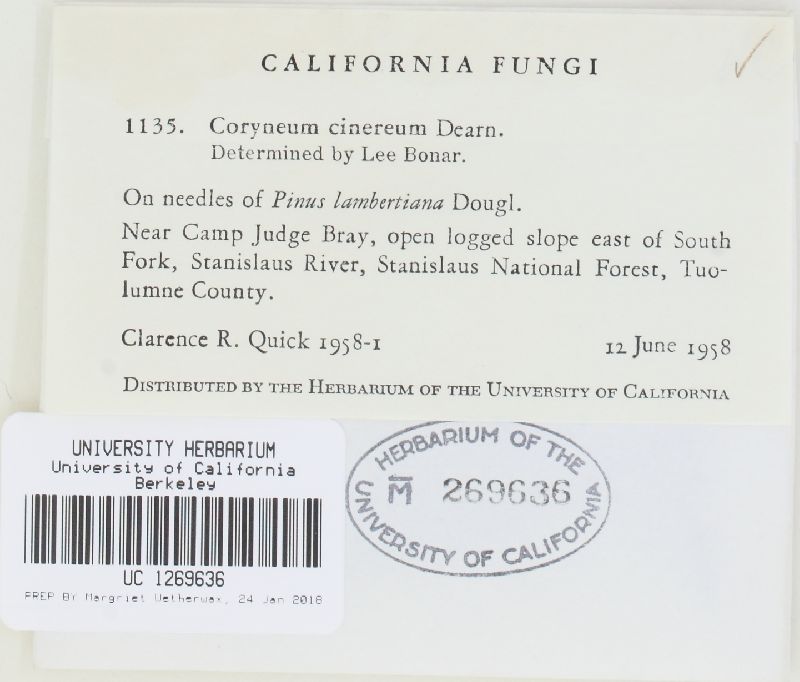 CALIFORNIA FUNGI
1135. Coryneum cinereum Dearn.
Determined by Lee Bonar.
On needles of Pinus lambertiana Dougl.
Near Camp Judge Bray, open logged slope east of South
Fork, Stanislaus River, Stanislaus National Forest, Tuo-
lumne County.
Clarence R. Quick 1958-1 12 June 1958
DISTRIBUTED BY THE HERBARIUM OF THE UNIVERSITY OF CALIFORNIA
UNIVERSITY HERBARIUM
University of California
Berkeley
UC 1269636
PREP BY Margriet Wetherwax, 24 Jan 2018
HERBARIUM OF THE
M 269636
UNIVERSITY OF CALIFORNIA